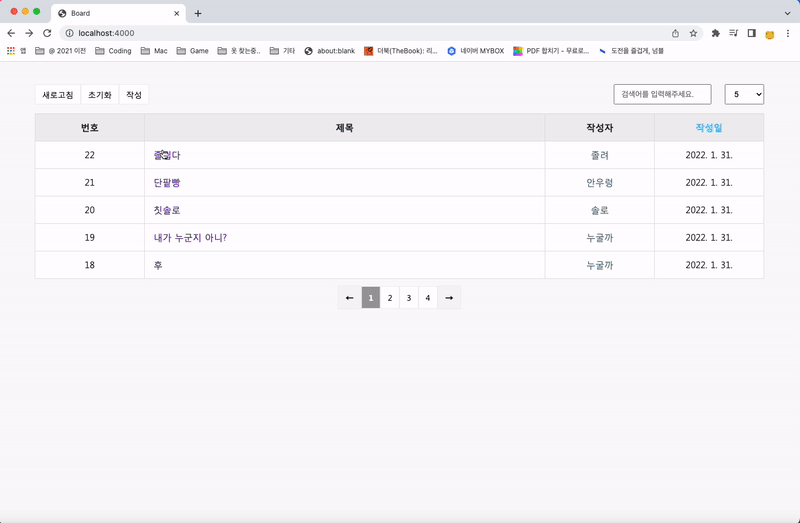 Board
localhost:4000
앱 @ 2021 이전 Coding Mac Game 옷 찾는중.. 기타 about:blank 더북(TheBook): 리... 네이버 MYBOX PDF 합치기 - 무료로... 도전을 즐겁게, 넘블
새로고침 초기화 작성 검색어를 입력해주세요. 5
번호 제목 작성자 작성일
22 졸려 2022. 1. 31.
21 단팥빵 안우렁 2022. 1. 31.
20 칫솔로 솔로 2022. 1. 31.
19 내가 누군지 아니? 누굴까 2022. 1. 31.
18 후 누굴까 2022. 1. 31.
← 1 2 3 4 →